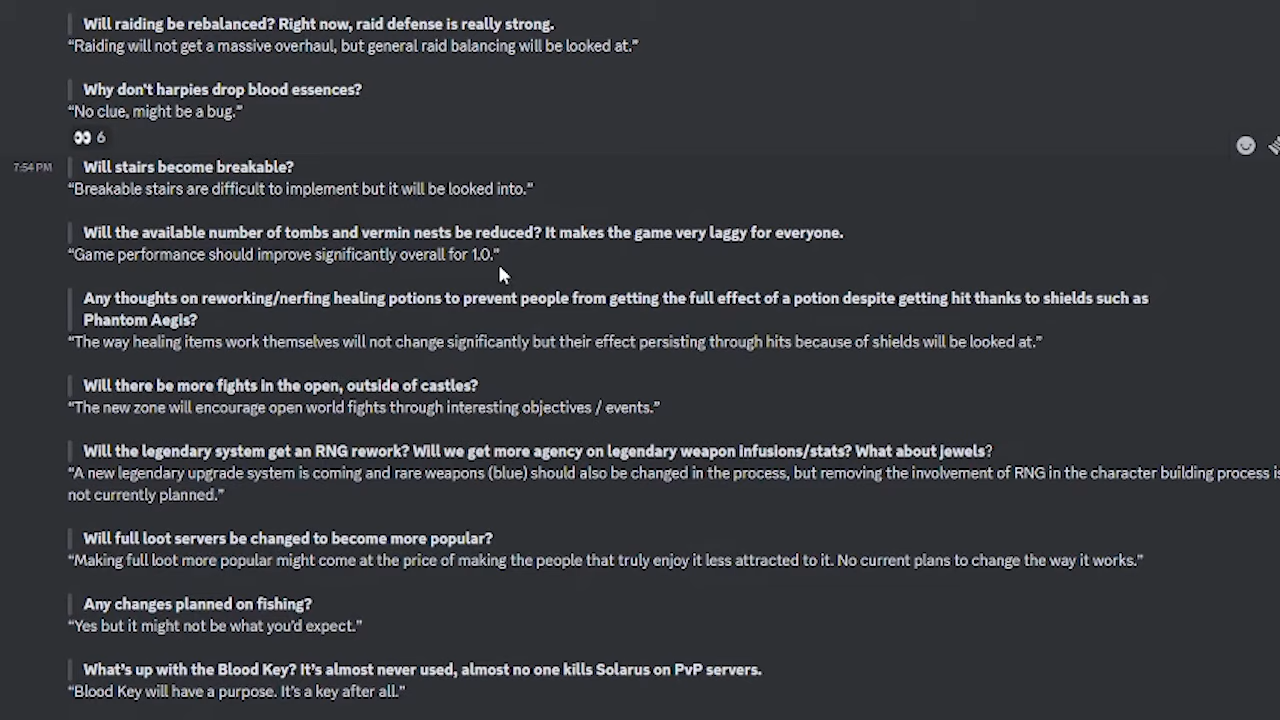 Will raiding be rebalanced? Right now, raid defense is really strong.
“Raiding will not get a massive overhaul, but general raid balancing will be looked at.”
Why don't harpies drop blood essences?
“No clue, might be a bug.”
6
7:54 PM
Will stairs become breakable?
“Breakable stairs are difficult to implement but it will be looked into.”
Will the available number of tombs and vermin nests be reduced? It makes the game very laggy for everyone.
“Game performance should improve significantly overall for 1.0.”
Any thoughts on reworking/nerfing healing potions to prevent people from getting the full effect of a potion despite getting hit thanks to shields such as
Phantom Aegis?
“The way healing items work themselves will not change significantly but their effect persisting through hits because of shields will be looked at.”
Will there be more fights in the open, outside of castles?
“The new zone will encourage open world fights through interesting objectives / events.”
Will the legendary system get an RNG rework? Will we get more agency on legendary weapon infusions/stats? What about jewels?
“A new legendary upgrade system is coming and rare weapons (blue) should also be changed in the process, but removing the involvement of RNG in the character building process is
not currently planned.”
Will full loot servers be changed to become more popular?
“Making full loot more popular might come at the price of making the people that truly enjoy it less attracted to it. No current plans to change the way it works.”
Any changes planned on fishing?
“Yes but it might not be what you’d expect.”
What’s up with the Blood Key? It’s almost never used, almost no one kills Solarus on PvP servers.
“Blood Key will have a purpose. It’s a key after all.”